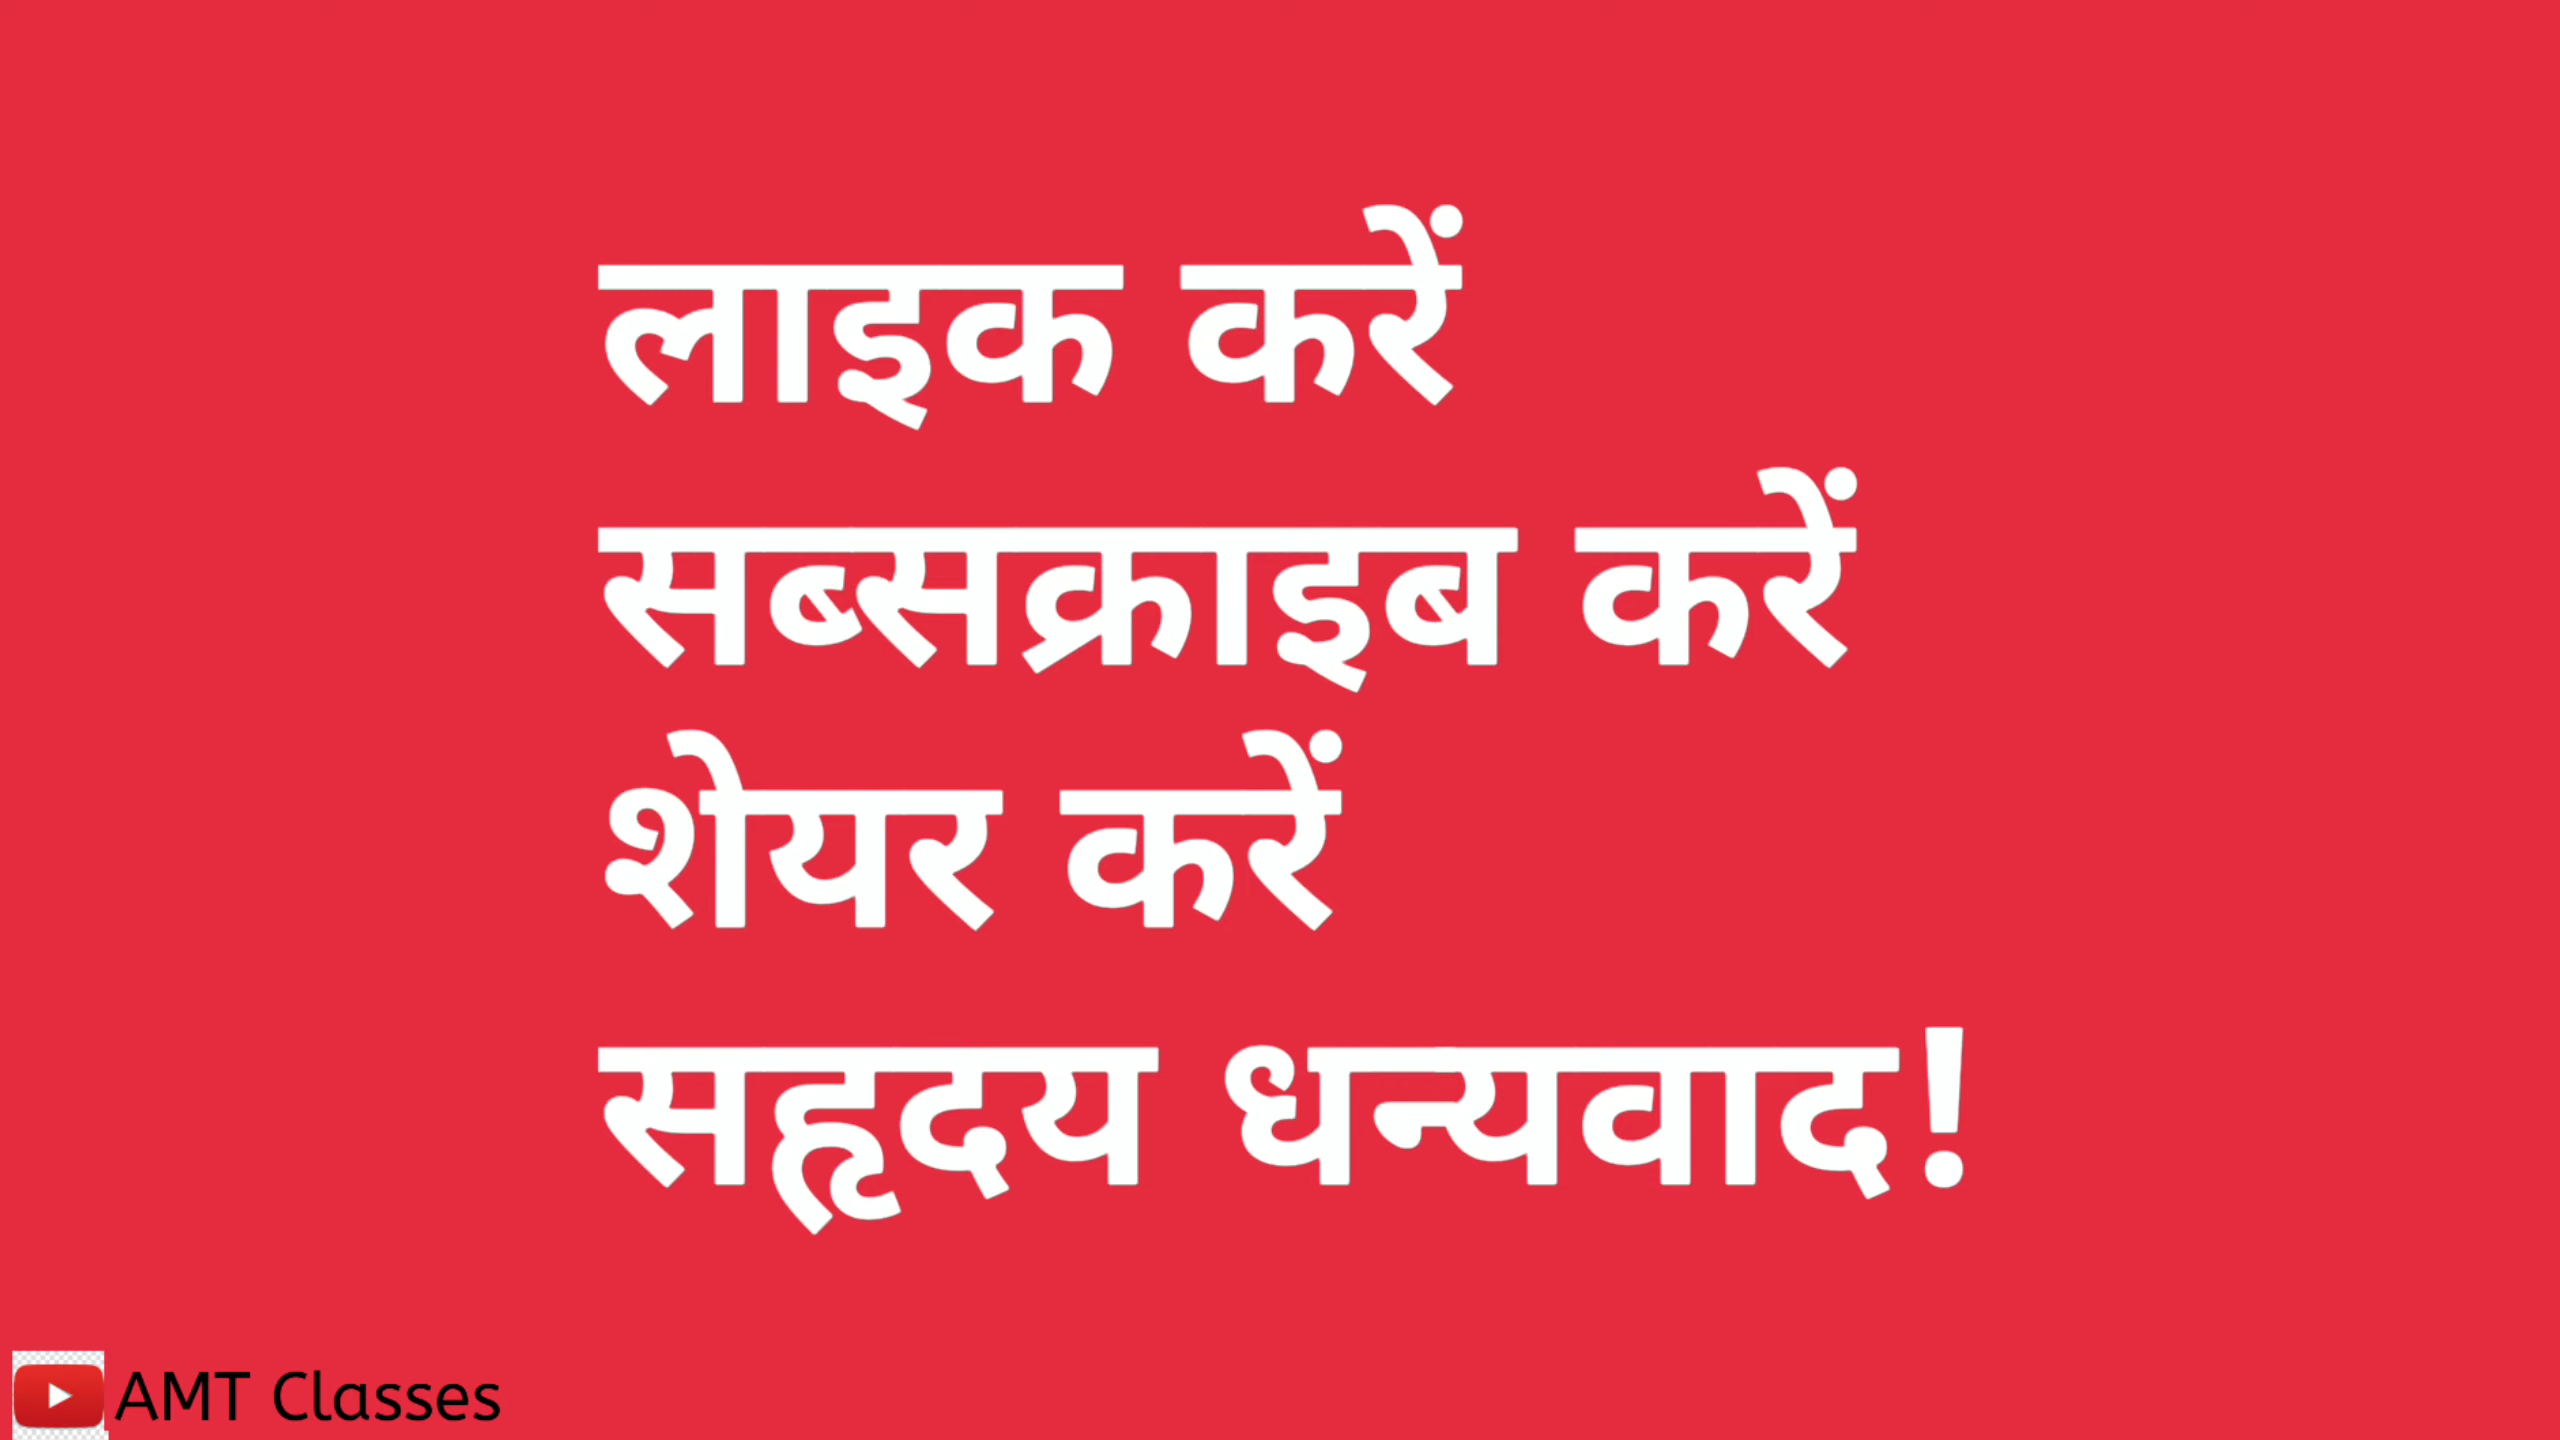 लाइक करें
सब्सक्राइब करें
शेयर करें
सहृदय धन्यवाद!
AMT Classes